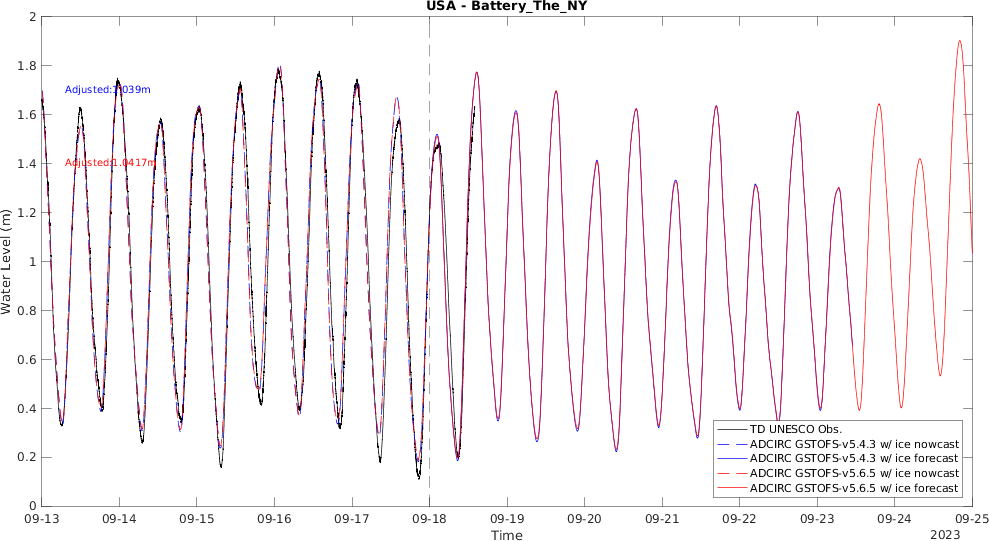 USA - Battery_The_NY
2
1.8
1.6
1.4
1.2
1
0.8
0.6
0.4
0.2
0
Water Level (m)
Adjusted:1.039m
Adjusted:1.0417m
TD UNESCO Obs.
ADCIRC GSTOFS-v5.4.3 w/ ice nowcast
ADCIRC GSTOFS-v5.4.3 w/ ice forecast
ADCIRC GSTOFS-v5.6.5 w/ ice nowcast
ADCIRC GSTOFS-v5.6.5 w/ ice forecast
09-13 09-14 09-15 09-16 09-17 09-18 09-19 09-20 09-21 09-22 09-23 09-24 09-25
Time
2023